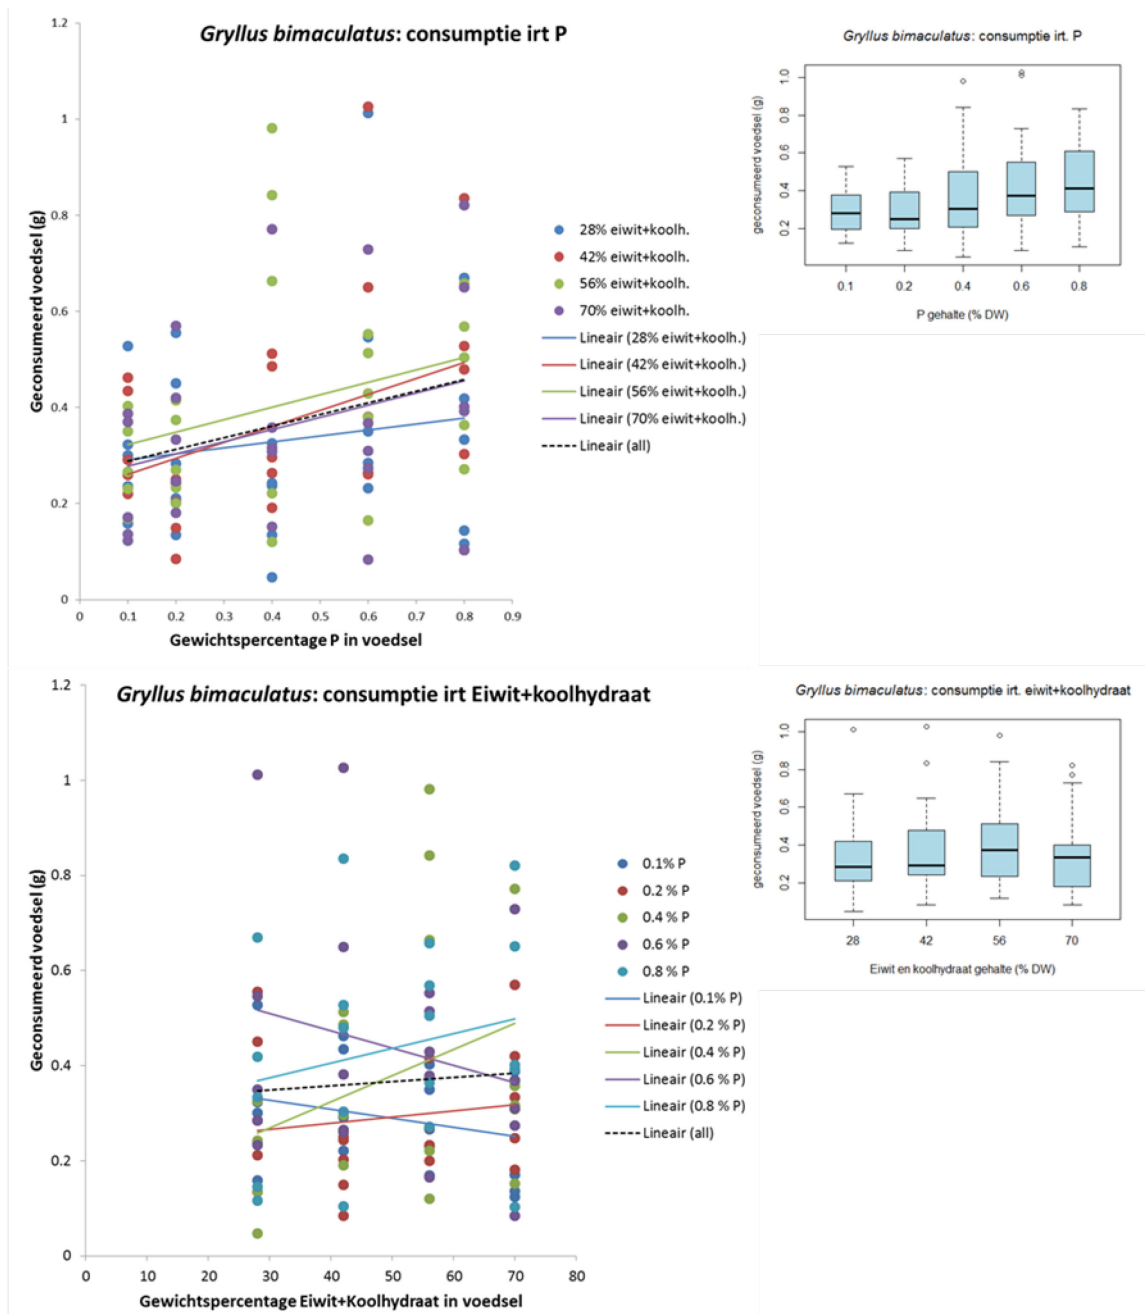 Gryllus bimaculatus: consumptie irt P
1.2
1
0.8
0.6
0.4
0.2
0
Geconsumeerd voedsel (g)
0.1 0.2 0.3 0.4 0.5 0.6 0.7 0.8 0.9
Gewichtspercentage P in voedsel
28% eiwit+koolh.
42% eiwit+koolh.
56% eiwit+koolh.
70% eiwit+koolh.
Lineair (28% eiwit+koolh.)
Lineair (42% eiwit+koolh.)
Lineair (56% eiwit+koolh.)
Lineair (70% eiwit+koolh.)
Lineair (all)
Gryllus bimaculatus: consumptie irt. P
1.0
0.8
0.6
0.4
0.2
geconsumeerd voedsel (g)
0.1 0.2 0.4 0.6 0.8
P gehalte (% DW)
Gryllus bimaculatus: consumptie irt Eiwit+koolhydraat
1.2
1
0.8
0.6
0.4
0.2
0
Geconsumeerd voedsel (g)
0 10 20 30 40 50 60 70 80
Gewichtspercentage Eiwit+Koolhydraat in voedsel
0.1% P
0.2 % P
0.4 % P
0.6 % P
0.8 % P
Lineair (0.1% P)
Lineair (0.2 % P)
Lineair (0.4 % P)
Lineair (0.6 % P)
Lineair (0.8 % P)
Lineair (all)
Gryllus bimaculatus: consumptie irt. eiwit+koolhydraat
1.0
0.8
0.6
0.4
0.2
geconsumeerd voedsel (g)
28 42 56 70
Eiwit en koolhydraat gehalte (% DW)